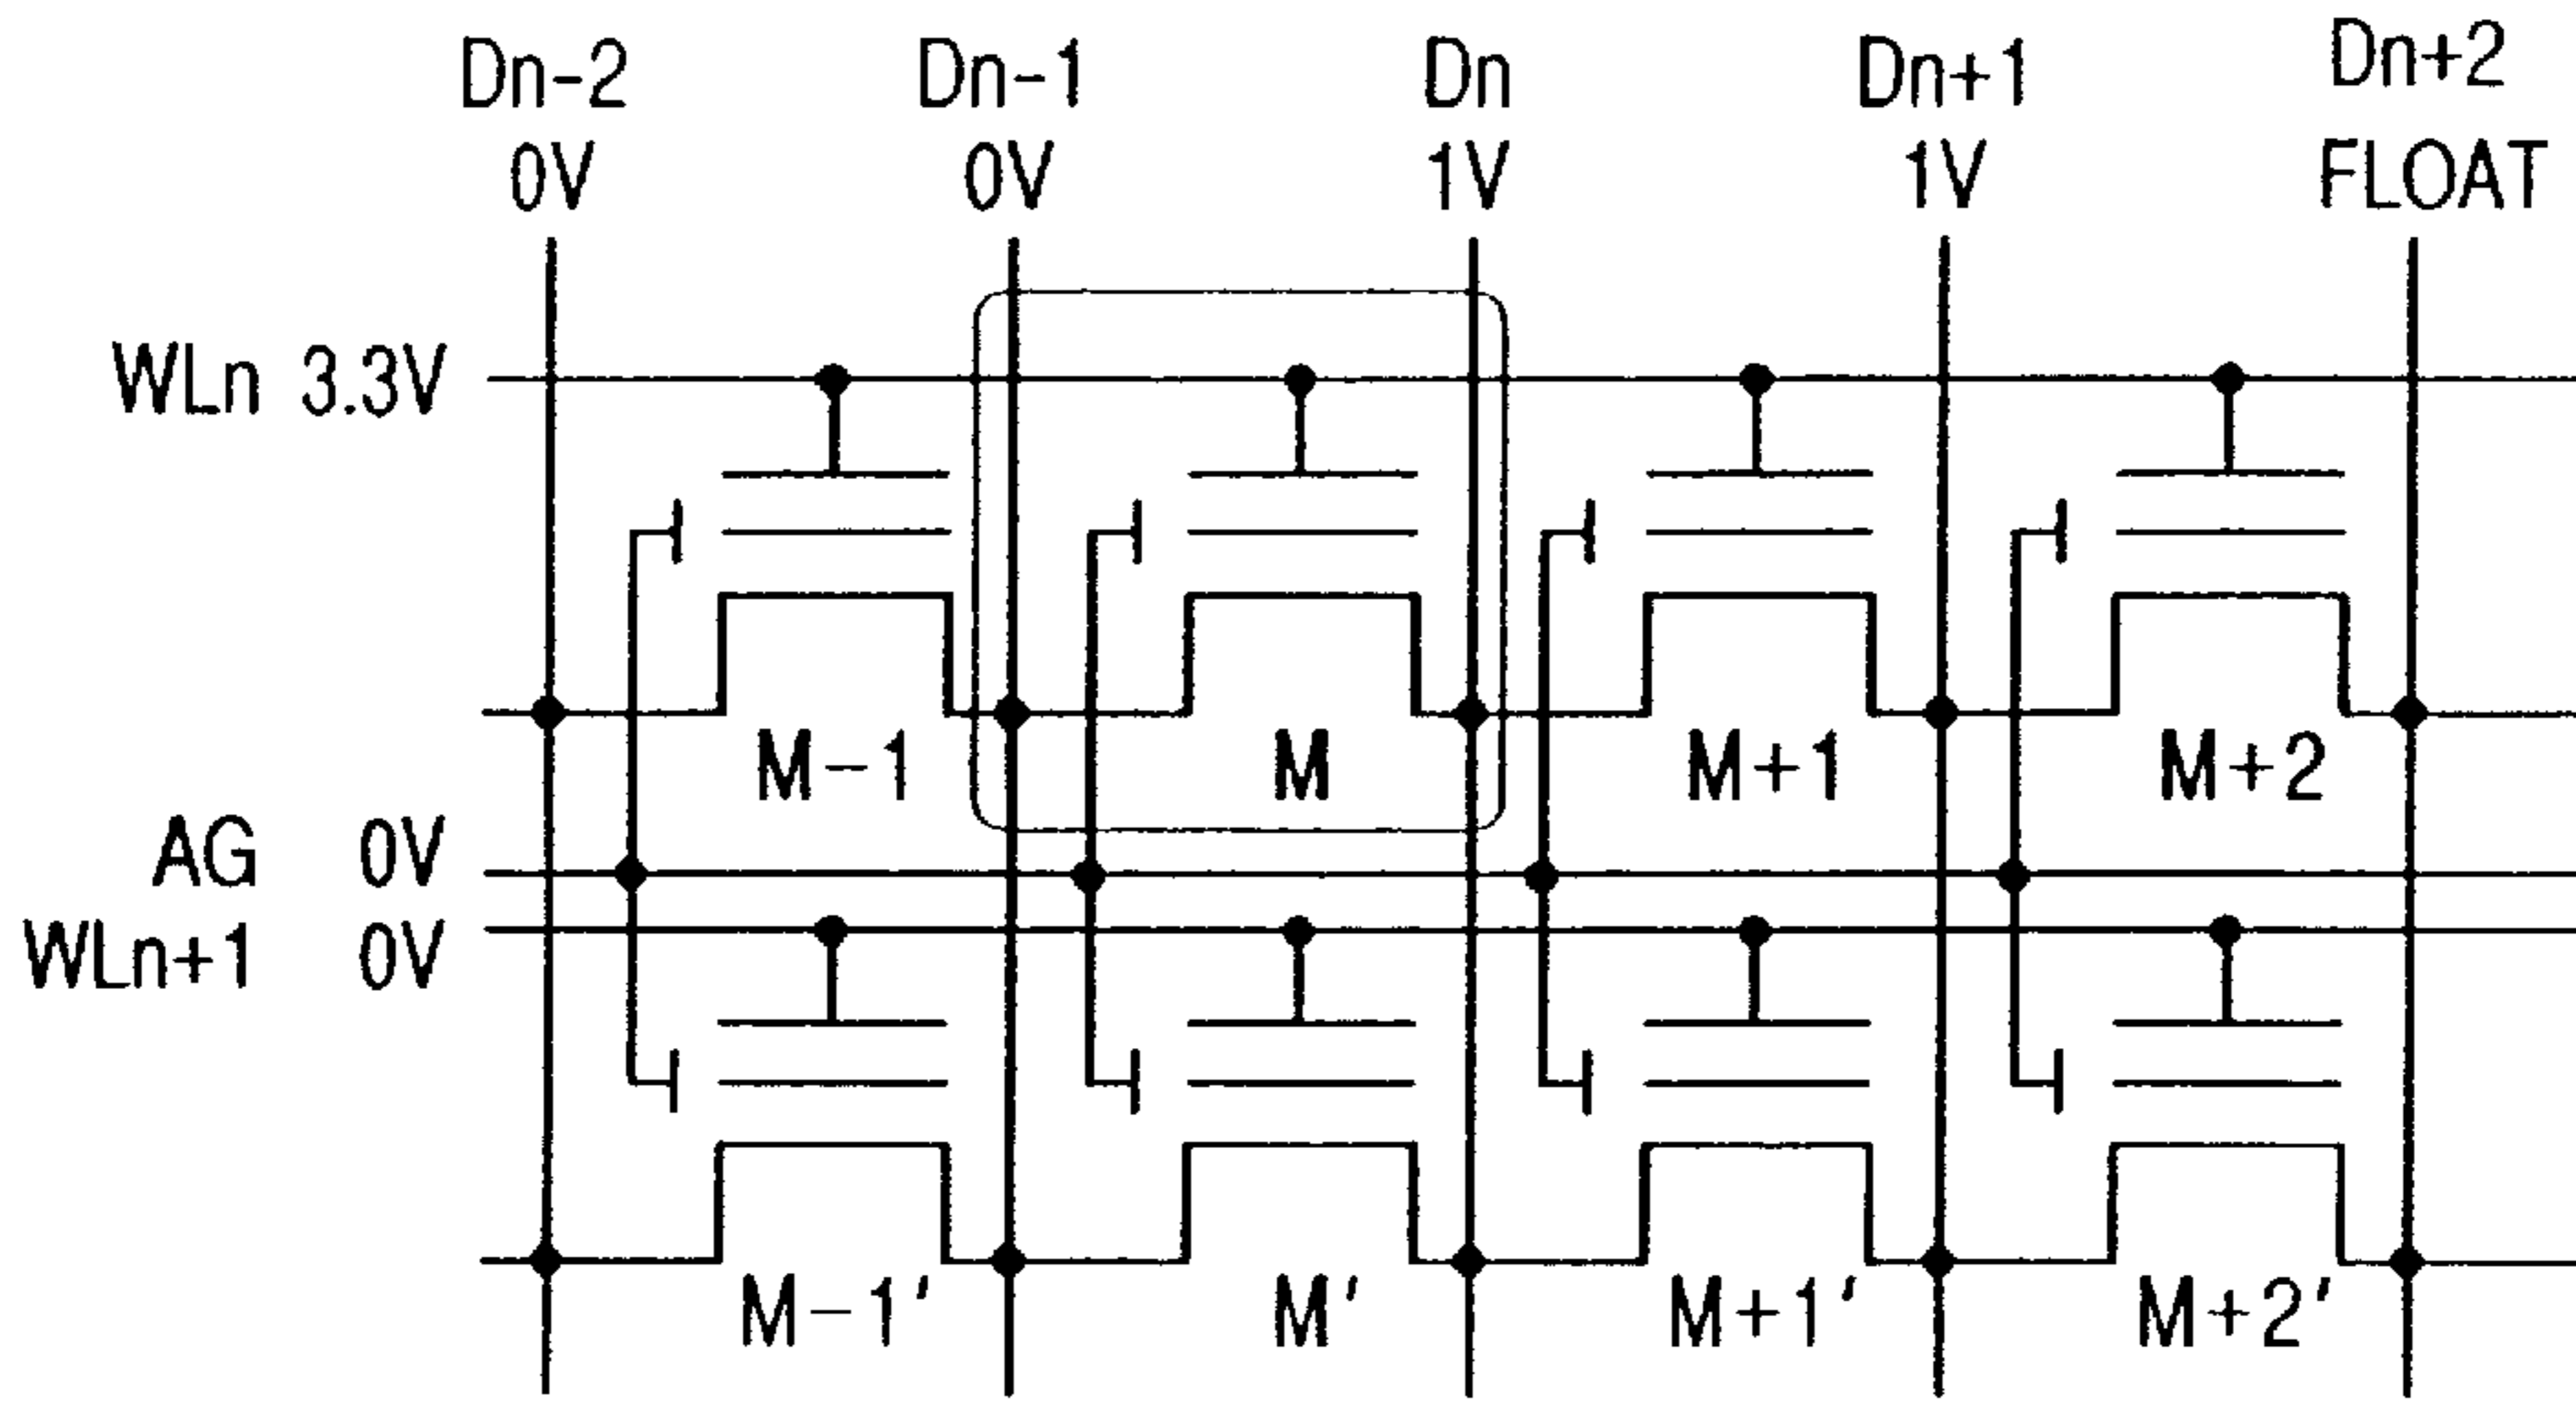 Dn-2 Dn-1 Dn Dn+1 Dn+2
0V 0V 1V 1V FLOAT
WLn 3.3V
M-1 M M+1 M+2
AG 0V
WLn+1 0V
M-1' M' M+1' M+2'